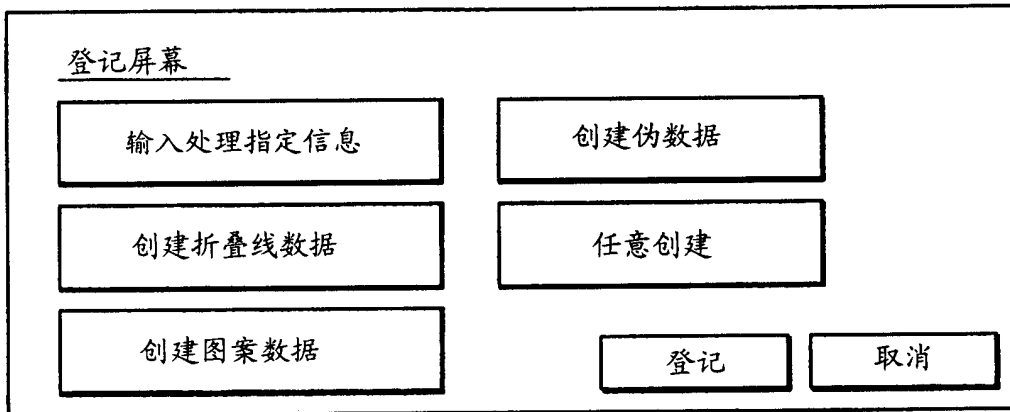 登记屏幕
输入处理指定信息
创建伪数据
创建折叠线数据
任意创建
创建图案数据
登记
取消